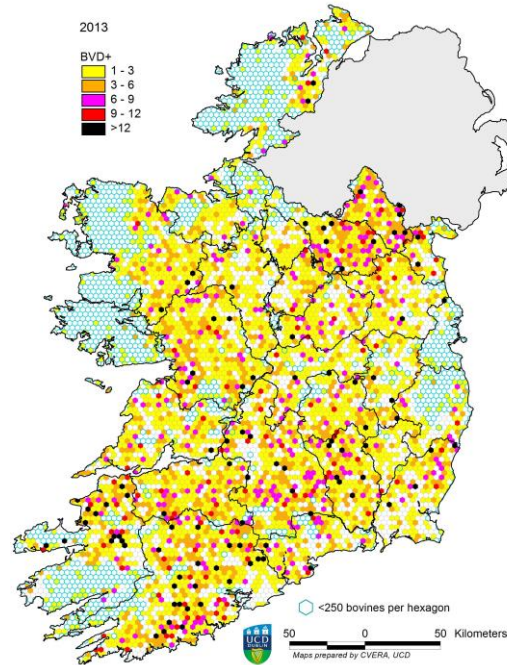 2013
BVD+
1 - 3
3 - 6
6 - 9
9 - 12
>12
<250 bovines per hexagon
50 0 50 Kilometers
UCD
DUBLIN
Maps prepared by CVERA, UCD